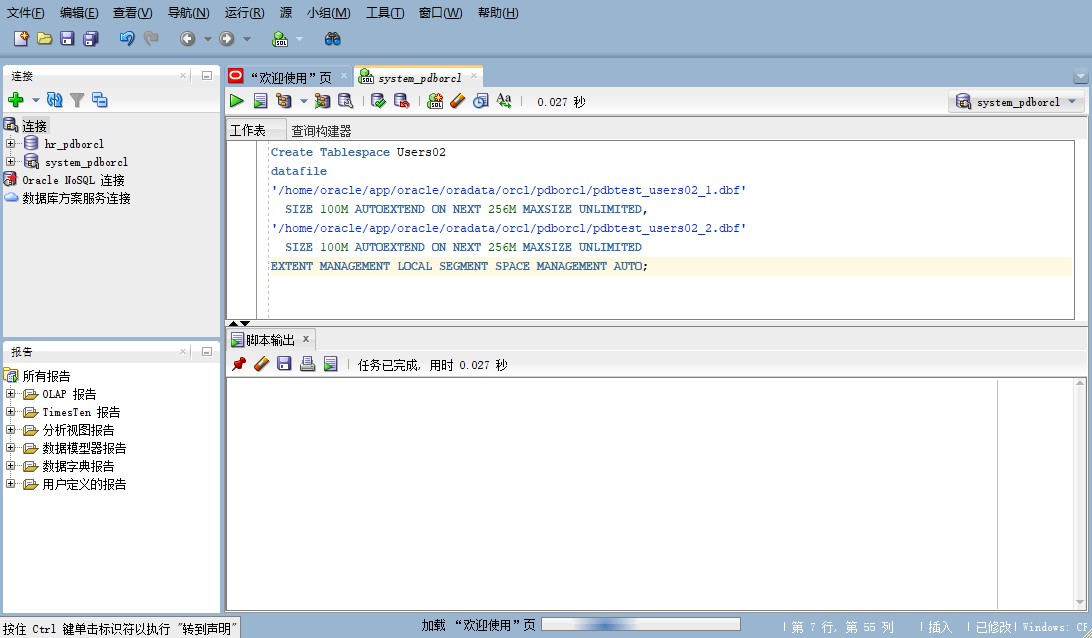 文件(F) 编辑(E) 查看(V) 导航(N) 运行(R) 源 小组(M) 工具(T) 窗口(W) 帮助(H)
连接
连接
hr_pdborcl
system_pdborcl
Oracle NoSQL 连接
数据库方案服务连接
“欢迎使用”页
system_pdborcl
0.027 秒
system_pdborcl
工作表 查询构建器
Create Tablespace Users02
datafile
'/home/oracle/app/oracle/oradata/orcl/pdborcl/pdbtest_users02_1.dbf'
SIZE 100M AUTOEXTEND ON NEXT 256M MAXSIZE UNLIMITED,
'/home/oracle/app/oracle/oradata/orcl/pdborcl/pdbtest_users02_2.dbf'
SIZE 100M AUTOEXTEND ON NEXT 256M MAXSIZE UNLIMITED
EXTENT MANAGEMENT LOCAL SEGMENT SPACE MANAGEMENT AUTO;
脚本输出
任务已完成, 用时 0.027 秒
报告
所有报告
OLAP 报告
TimesTen 报告
分析视图报告
数据模型器报告
数据字典报告
用户定义的报告
按住 Ctrl 键单击标识符以执行 "转到声明"
加载 “欢迎使用”页
第 7 行, 第 55 列 插入 已修改 Windows: CF